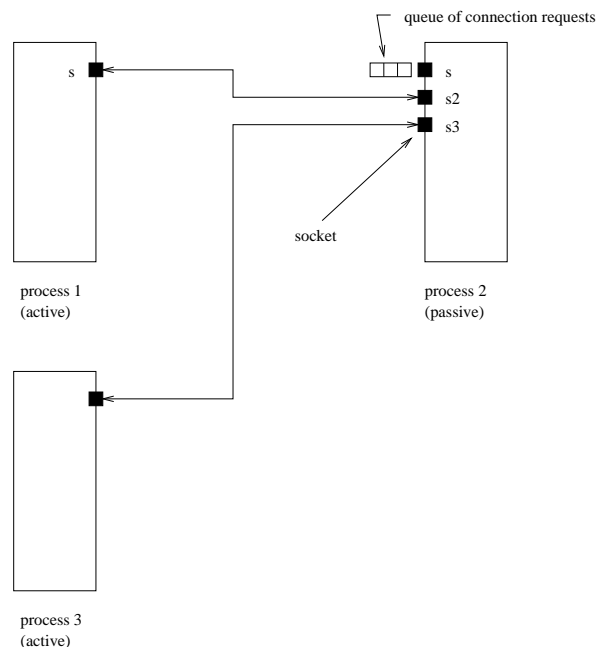 queue of connection requests
s
s
s2
s3
socket
process 1
(active)
process 2
(passive)
process 3
(active)